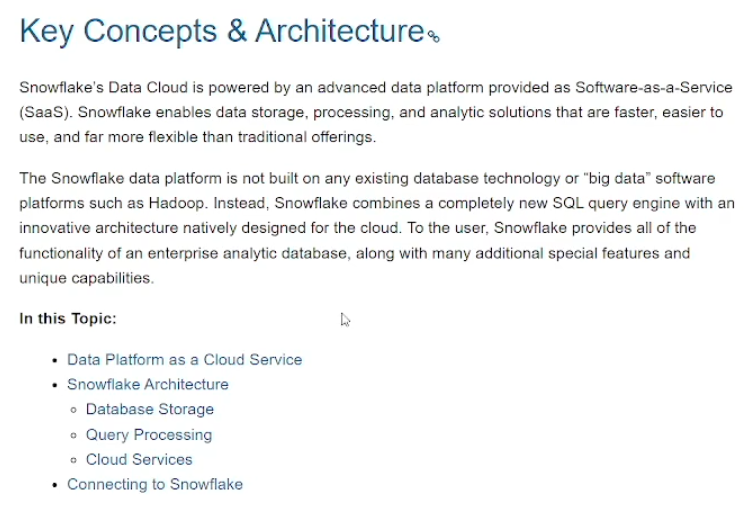 Key Concepts & Architecture
Snowflake's Data Cloud is powered by an advanced data platform provided as Software-as-a-Service
(SaaS). Snowflake enables data storage, processing, and analytic solutions that are faster, easier to
use, and far more flexible than traditional offerings.
The Snowflake data platform is not built on any existing database technology or “big data” software
platforms such as Hadoop. Instead, Snowflake combines a completely new SQL query engine with an
innovative architecture natively designed for the cloud. To the user, Snowflake provides all of the
functionality of an enterprise analytic database, along with many additional special features and
unique capabilities.
In this Topic:
Data Platform as a Cloud Service
Snowflake Architecture
Database Storage
Query Processing
Cloud Services
Connecting to Snowflake